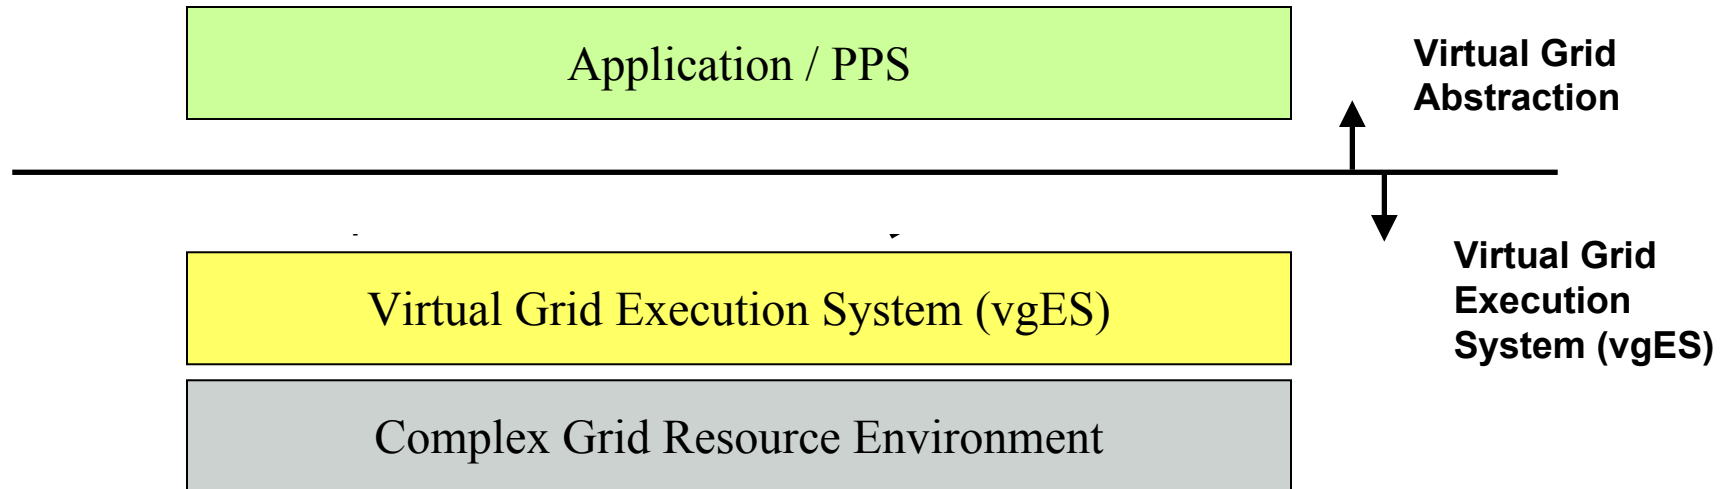 Application / PPS
Virtual Grid
Abstraction
Virtual Grid Execution System (vgES)
Virtual Grid
Execution
System (vgES)
Complex Grid Resource Environment